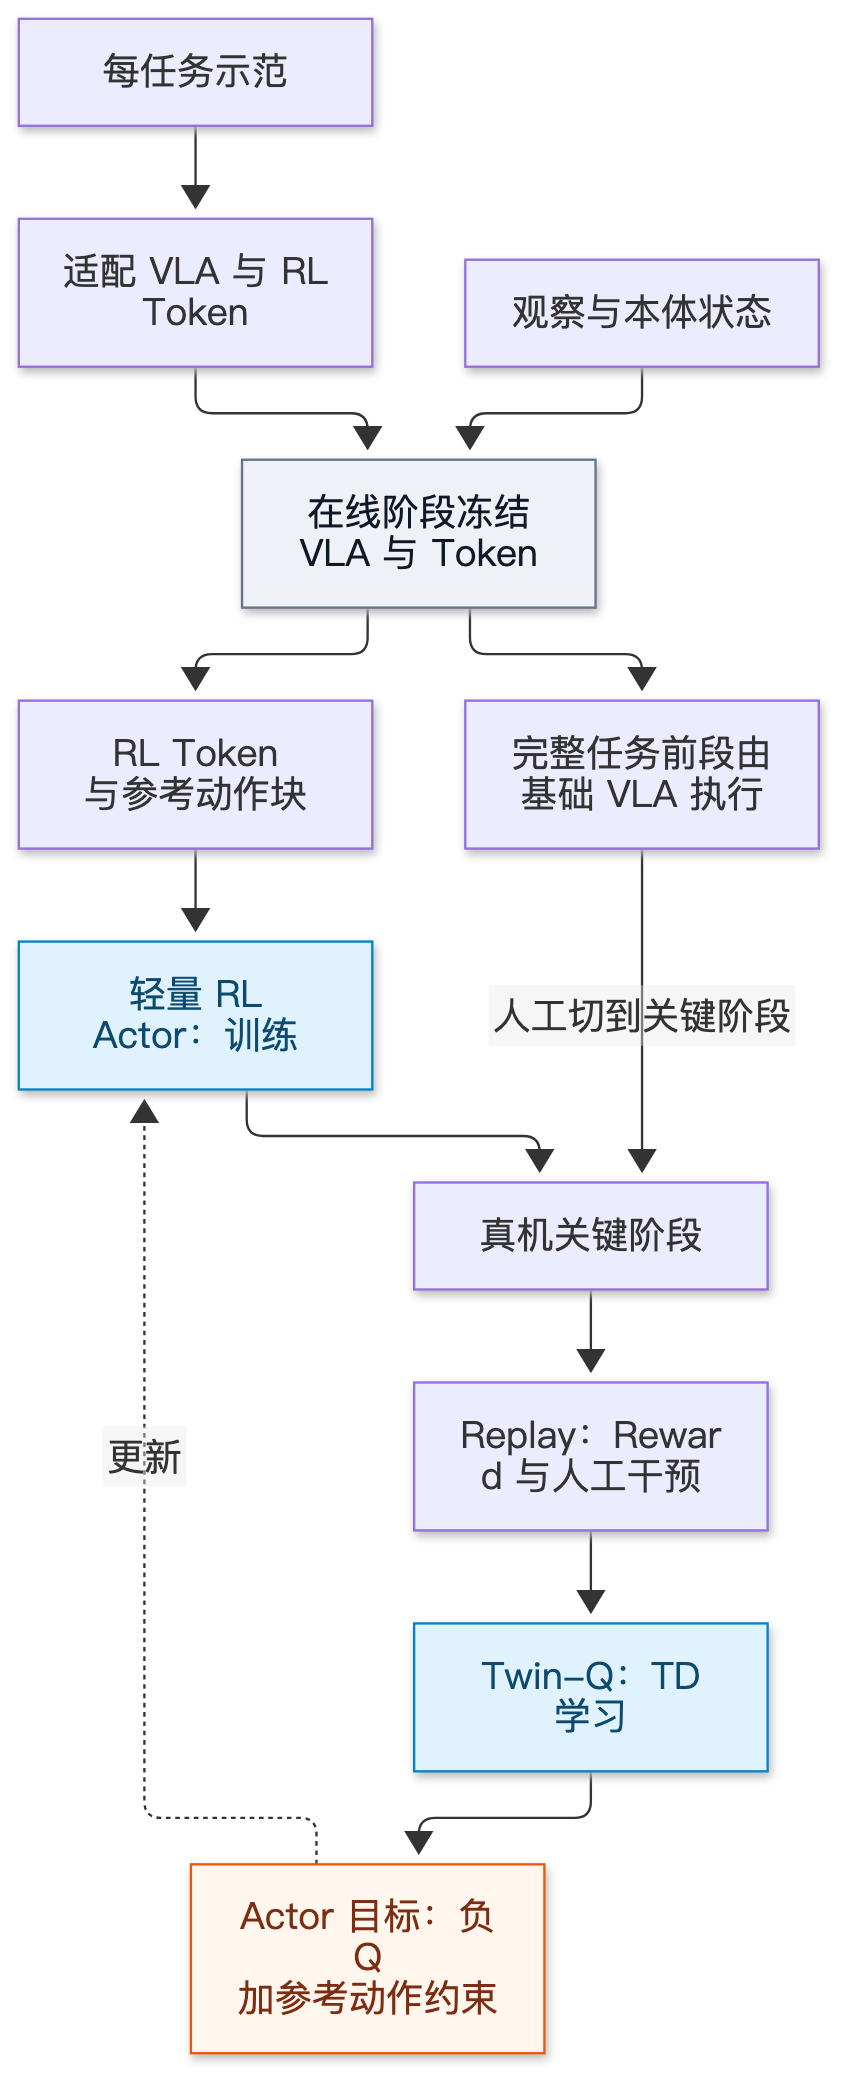 每任务示范
适配 VLA 与 RL
Token
观察与本体状态
在线阶段冻结
VLA 与 Token
RL Token
与参考动作块
完整任务前段由
基础 VLA 执行
轻量 RL
Actor：训练
人工切到关键阶段
真机关键阶段
Replay：Rewar
d 与人工干预
更新
Twin-Q：TD
学习
Actor 目标：负
Q
加参考动作约束